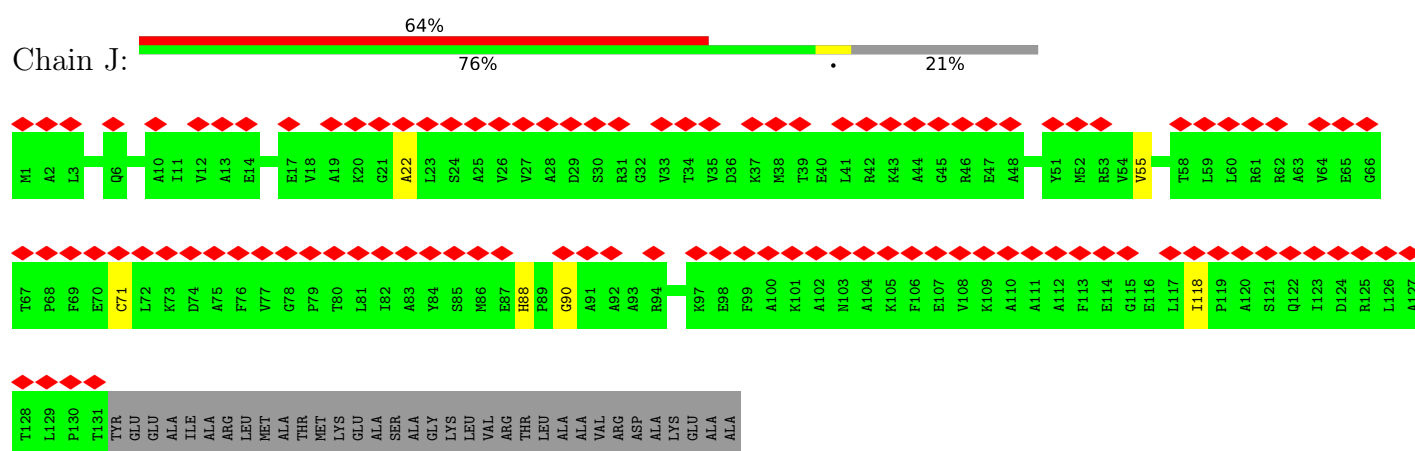 64%
Chain J:
76% • 21%
M1 A2 L3 Q6 A10 I11 V12 A13 E14 E17 V18 A19 K20 G21 A22 L23 S24 A25 V26 V27 A28 D29 S30 R31 G32 V33 T34 V35 D36 K37 M38 T39 E40 L41 R42 K43 A44 G45 R46 E47 A48 Y51 M52 R53 V54 V55 T58 L59 L60 R61 R62 A63 V64 E65 G66
T67 P68 F69 E70 C71 L72 K73 D74 A75 F76 V77 G78 P79 T80 L81 I82 A83 Y84 S85 M86 E87 H88 P89 G90 A91 A92 A93 R94 K97 E98 F99 A100 K101 A102 N103 A104 K105 F106 E107 V108 K109 A110 A111 A112 F113 E114 G115 E116 L117 I118 P119 A120 S121 Q122 I123 D124 R125 L126 A127
T128 L129 P130 T131 TYR GLU GLU ALA ILE ALA ARG LEU MET ALA THR MET LYS GLU ALA SER ALA GLY LYS LEU VAL ARG THR LEU ALA ALA VAL ARG ASP ALA LYS GLU ALA ALA